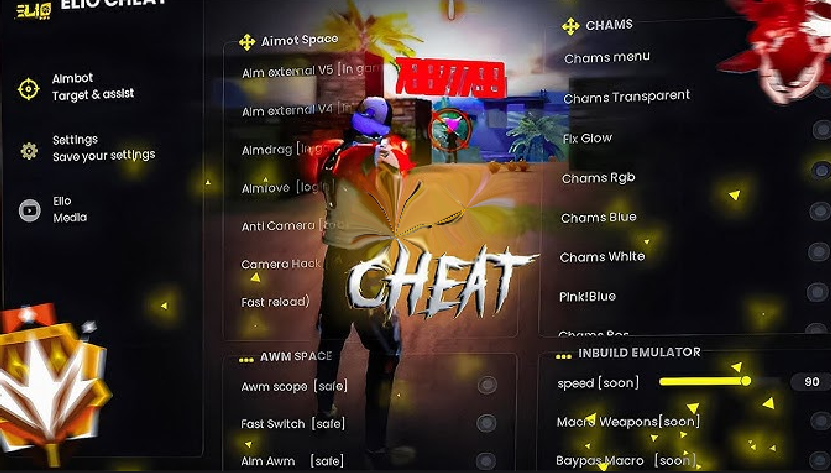 ELIO
ELIO CHEAT
Aimbot
Target & assist
Settings
Save your settings
Elio
Media
Aimot Space
Aim external V5 [In gam
Aim external V4 [In
Aimdrag [In g
Aimlove [log
Anti Camera
Camera Hack
Fast reload)
AWM SPACE
Awm scope [safe]
Fast Switch [safe]
Aim Awm [safe]
CHEAT
CHAMS
Chams menu
Chams Transparent
Fix Glow
Chams Rgb
Chams Blue
Chams White
Pink!Blue
INBUILD EMULATOR
speed [soon]
90
Macro Weapons[soon]
Baypas Macro [soon]